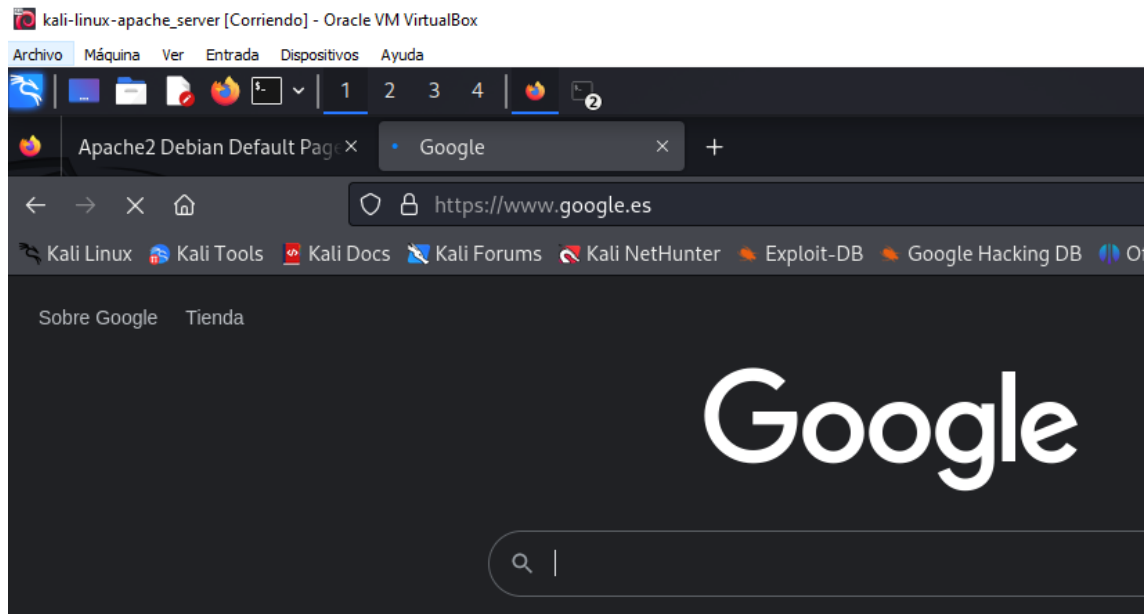 kali-linux-apache_server [Corriendo] - Oracle VM VirtualBox
Archivo Máquina Ver Entrada Dispositivos Ayuda
1 2 3 4 2
Apache2 Debian Default Page Google
https://www.google.es
Kali Linux Kali Tools Kali Docs Kali Forums Kali NetHunter Exploit-DB Google Hacking DB
Sobre Google Tienda
Google